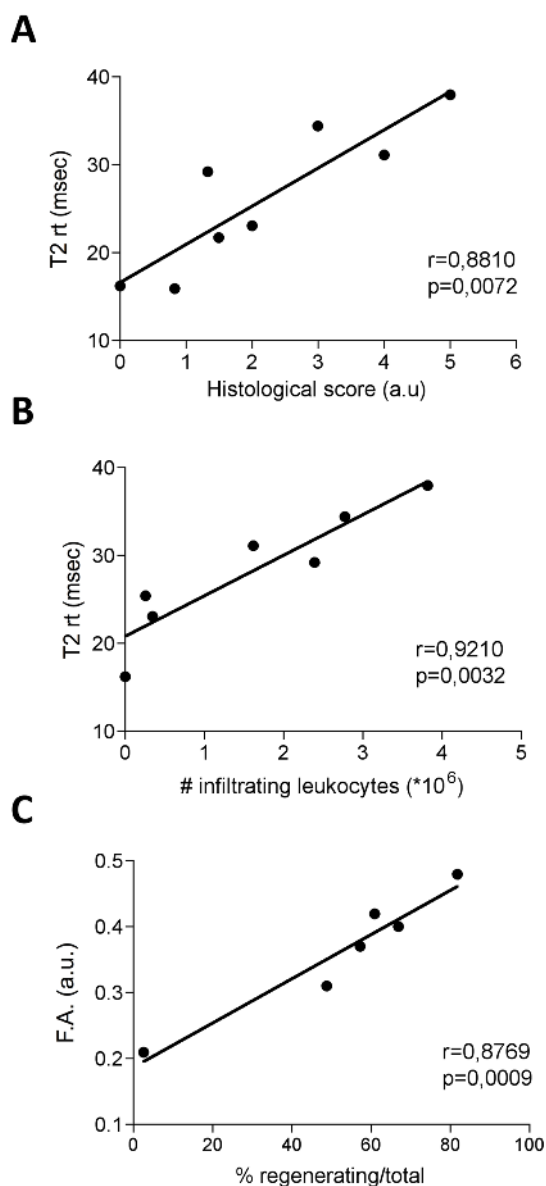 A
40
30
20
10
T2 rt (msec)
r=0,8810
p=0,0072
0 1 2 3 4 5 6
Histological score (a.u)
B
40
30
20
10
T2 rt (msec)
r=0,9210
p=0,0032
0 1 2 3 4 5
# infiltrating leukocytes (*10⁶)
C
0.5
0.4
0.3
0.2
0.1
F.A. (a.u.)
r=0,8769
p=0,0009
0 20 40 60 80 100
% regenerating/total